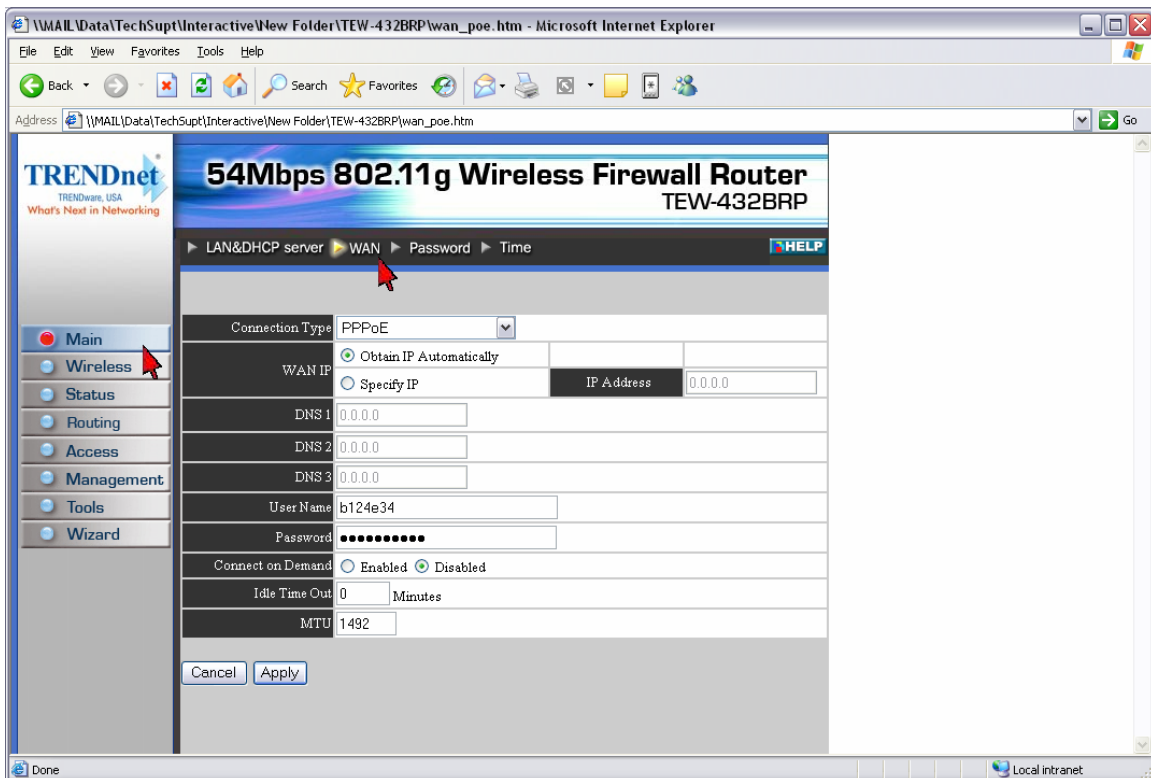 \\MAIL\Data\TechSupt\Interactive\New Folder\TEW-432BRP\wan_poe.htm - Microsoft Internet Explorer
File Edit View Favorites Tools Help
Back Search Favorites
Address \\MAIL\Data\TechSupt\Interactive\New Folder\TEW-432BRP\wan_poe.htm Go
TRENDnet
TRENDware, USA
What's Next in Networking
54Mbps 802.11g Wireless Firewall Router
TEW-432BRP
LAN&DHCP server WAN Password Time HELP
Main
Wireless
Status
Routing
Access
Management
Tools
Wizard
Connection Type PPPoE
WAN IP Obtain IP Automatically
Specify IP IP Address 0.0.0.0
DNS 1 0.0.0.0
DNS 2 0.0.0.0
DNS 3 0.0.0.0
User Name b124e34
Password ●●●●●●●●●●
Connect on Demand Enabled Disabled
Idle Time Out 0 Minutes
MTU 1492
Cancel Apply
Done Local intranet